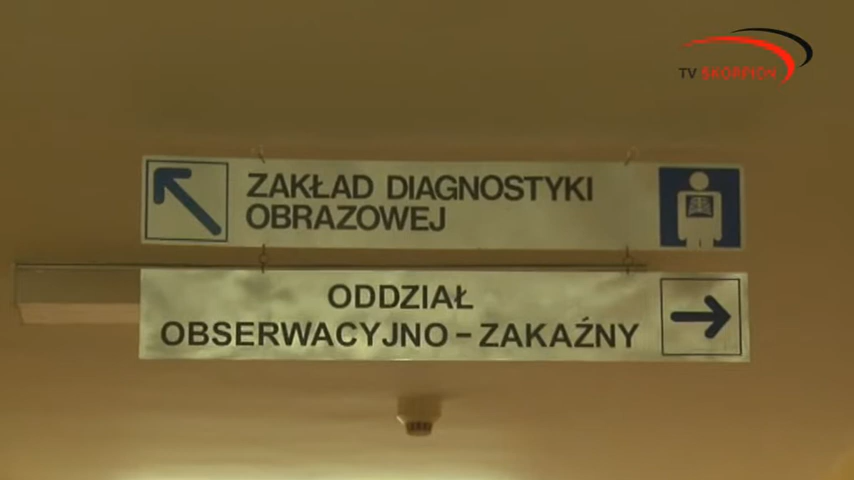 TV SKORPION
ZAKŁAD DIAGNOSTYKI
OBRAZOWEJ
ODDZIAŁ
OBSERWACYJNO - ZAKAŹNY